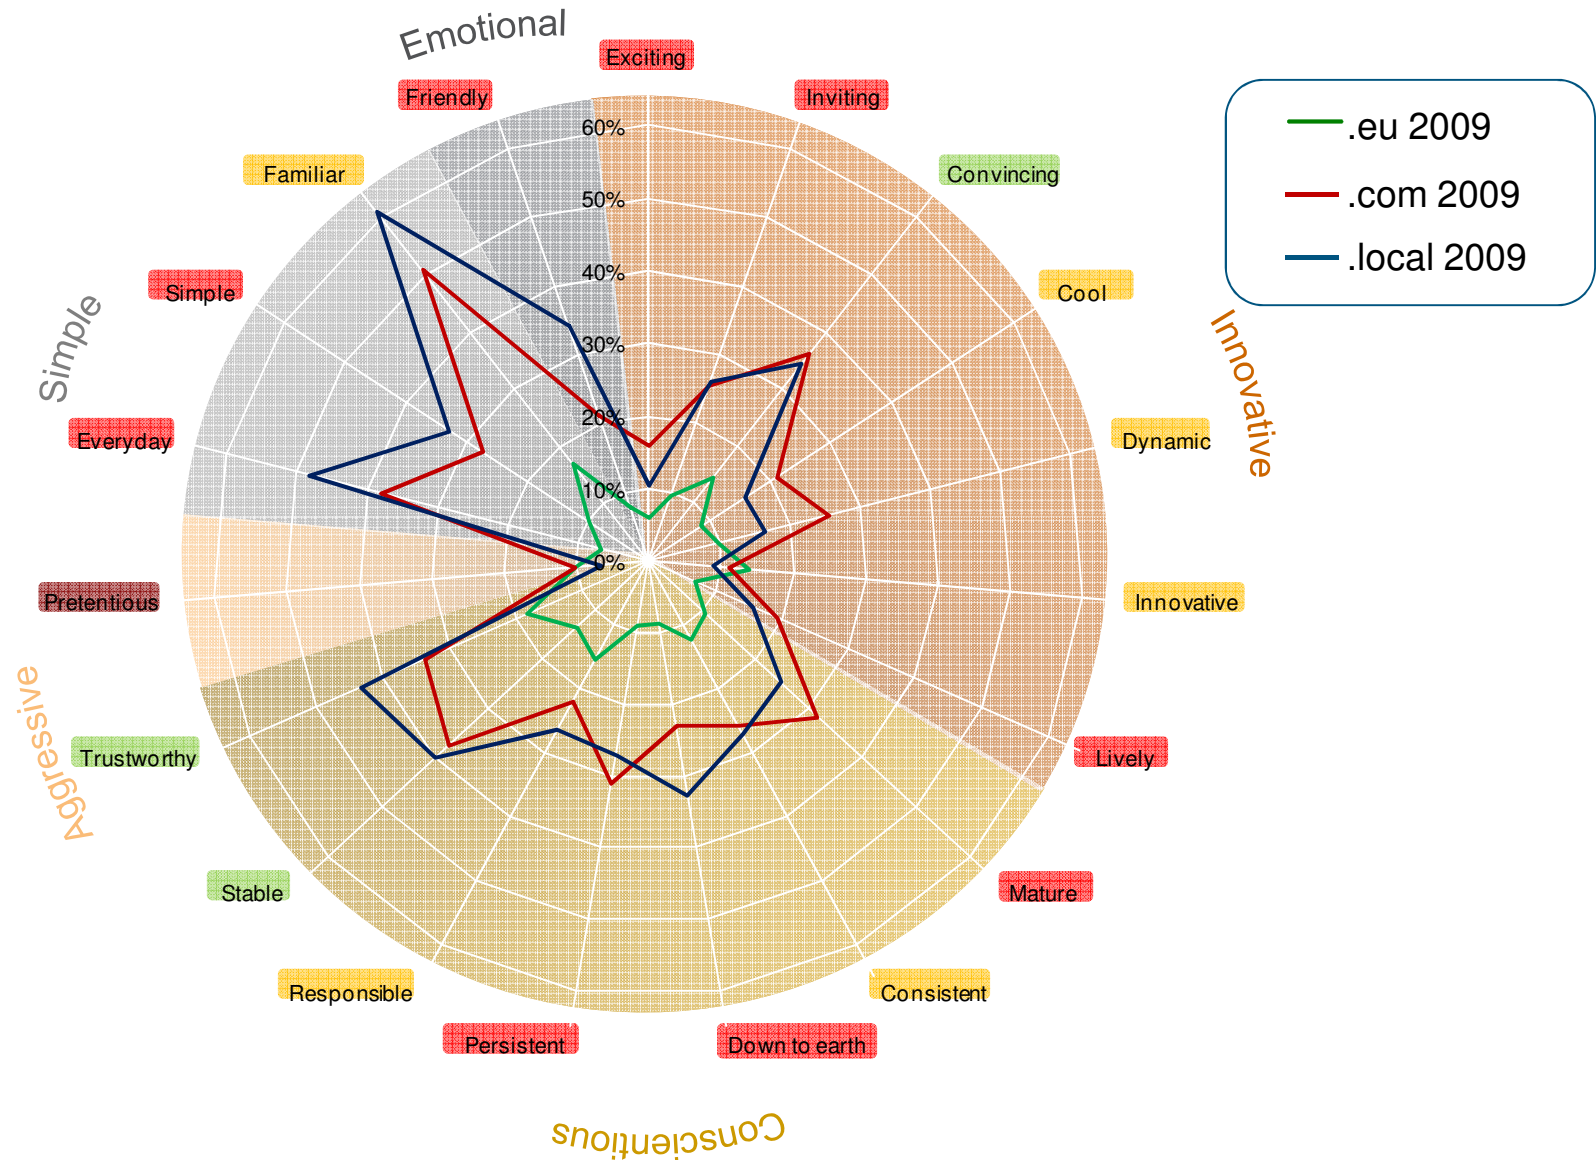 Emotional
Exciting
Friendly
Inviting
.eu 2009
60%
Familiar
Convincing
.com 2009
50%
.local 2009
40%
Simple
Cool
Simple
30%
Innovative
20%
Everyday
Dynamic
10%
0%
Pretentious
Innovative
Aggressive
Trustworthy
Lively
Stable
Mature
Responsible
Consistent
Persistent
Down to earth
Conscientious